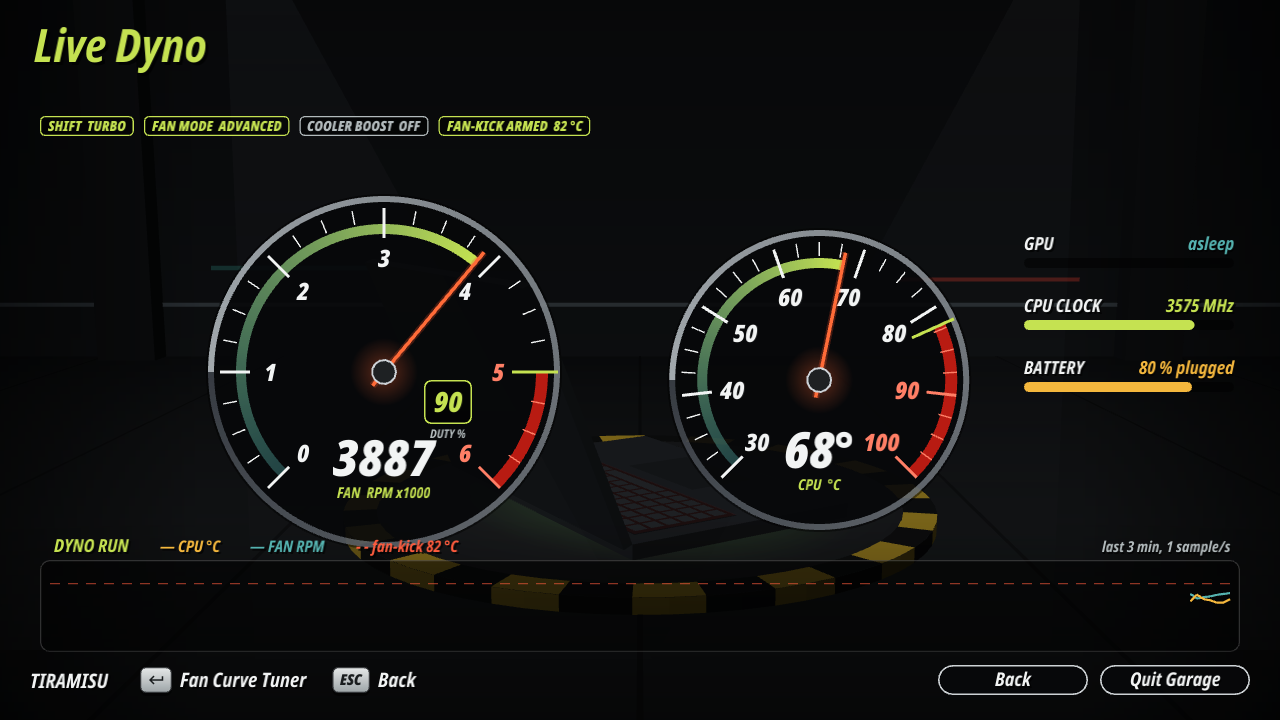 Live Dyno
SHIFT TURBO
FAN MODE ADVANCED
COOLER BOOST OFF
FAN-KICK ARMED 82 °C
0
1
2
3
4
5
6
90
DUTY %
3887
FAN RPM x1000
30
40
50
60
70
80
90
100
68°
CPU °C
GPU asleep
CPU CLOCK 3575 MHz
BATTERY 80 % plugged
DYNO RUN — CPU °C — FAN RPM - - fan-kick 82 °C last 3 min, 1 sample/s
TIRAMISU ↵ Fan Curve Tuner ESC Back Back Quit Garage